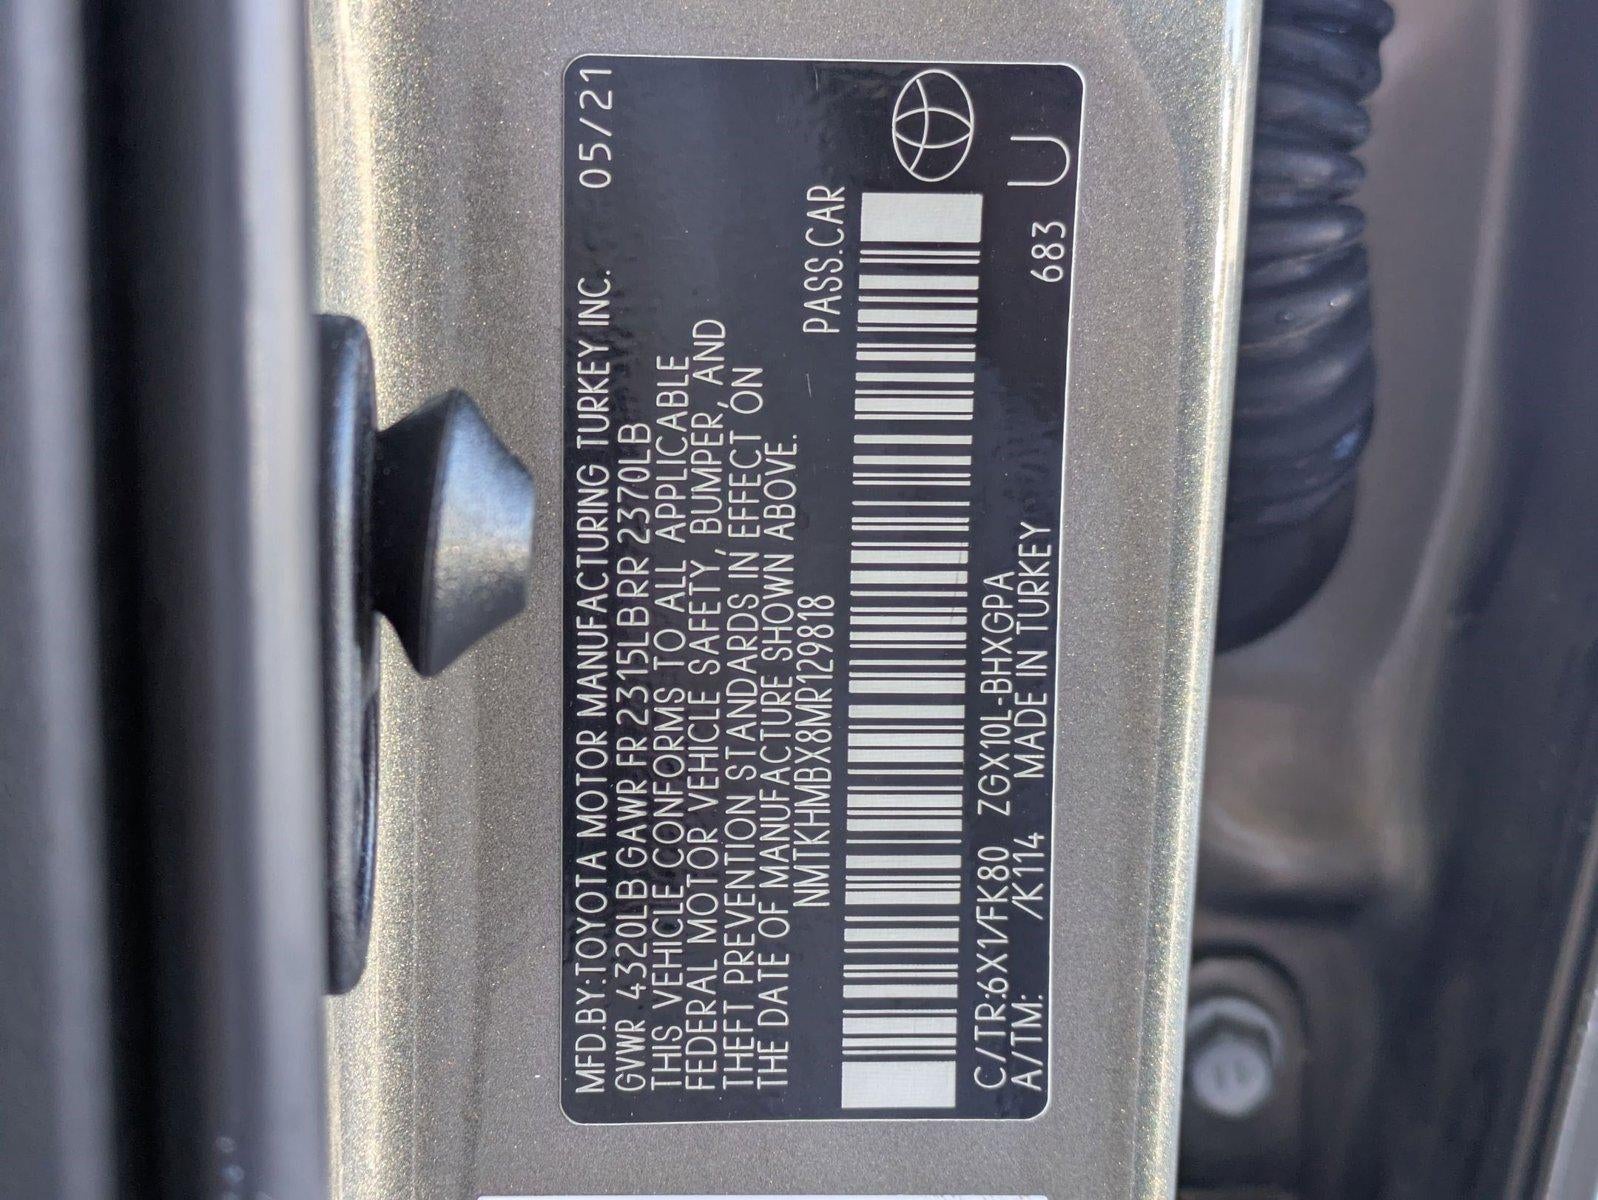 MFD.BY:TOYOTA MOTOR MANUFACTURING TURKEY INC. 05/21
GVWR 4320LB GAWR FR 2315LB RR 2370LB
THIS VEHICLE CONFORMS TO ALL APPLICABLE
FEDERAL MOTOR VEHICLE SAFETY, BUMPER, AND
THEFT PREVENTION STANDARDS IN EFFECT ON
THE DATE OF MANUFACTURE SHOWN ABOVE.
NMTKHMBX8MR129818 PASS.CAR
C/TR:6X1/FK80 ZGX10L-BHXGPA
A/TM: /K114 MADE IN TURKEY 683 U